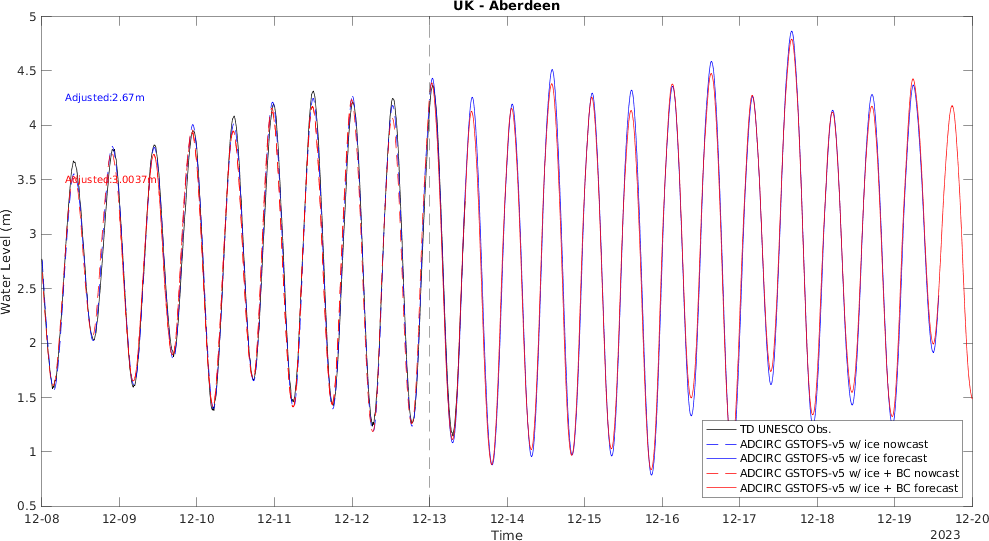 UK - Aberdeen
5
4.5
4
3.5
3
2.5
2
1.5
1
0.5
Water Level (m)
Adjusted:2.67m
Adjusted:3.0037m
TD UNESCO Obs.
ADCIRC GSTOFS-v5 w/ ice nowcast
ADCIRC GSTOFS-v5 w/ ice forecast
ADCIRC GSTOFS-v5 w/ ice + BC nowcast
ADCIRC GSTOFS-v5 w/ ice + BC forecast
12-08 12-09 12-10 12-11 12-12 12-13 12-14 12-15 12-16 12-17 12-18 12-19 12-20
Time
2023